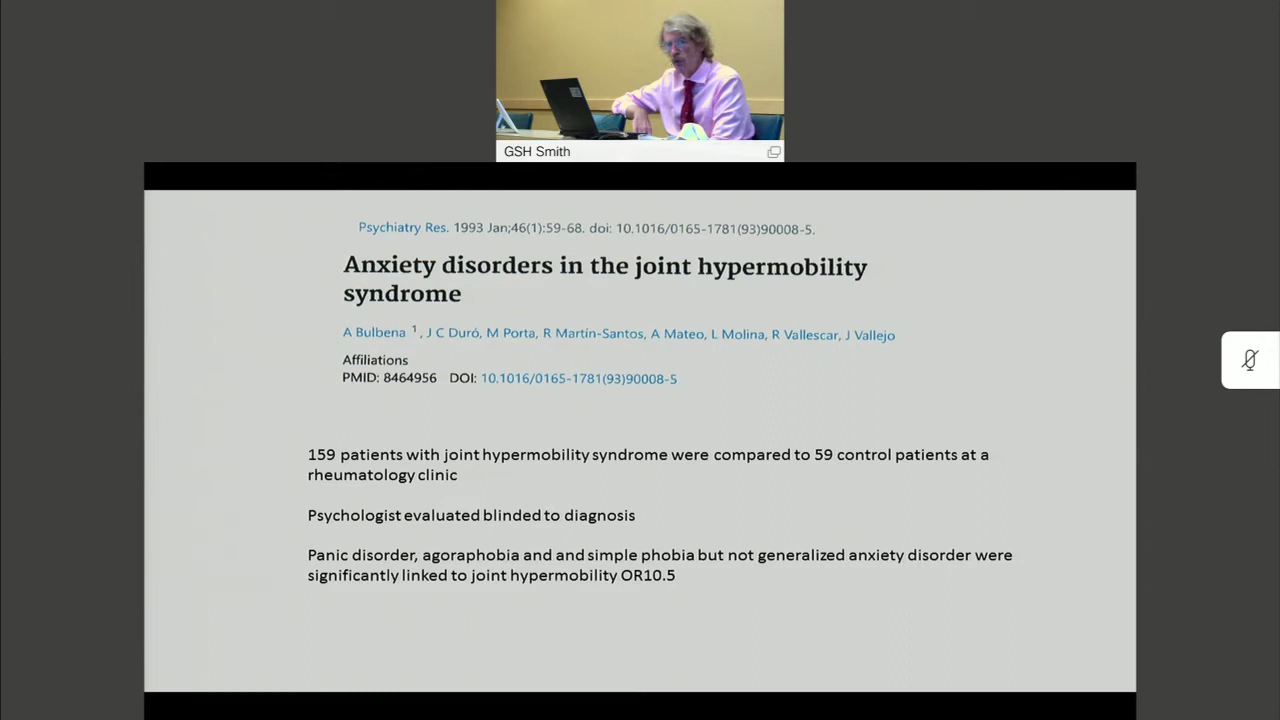 GSH Smith
Psychiatry Res. 1993 Jan;46(1):59-68. doi: 10.1016/0165-1781(93)90008-5.
Anxiety disorders in the joint hypermobility
syndrome
A Bulbena 1, J C Duró, M Porta, R Martín-Santos, A Mateo, L Molina, R Vallescar, J Vallejo
Affiliations
PMID: 8464956 DOI: 10.1016/0165-1781(93)90008-5
159 patients with joint hypermobility syndrome were compared to 59 control patients at a
rheumatology clinic
Psychologist evaluated blinded to diagnosis
Panic disorder, agoraphobia and and simple phobia but not generalized anxiety disorder were
significantly linked to joint hypermobility OR10.5